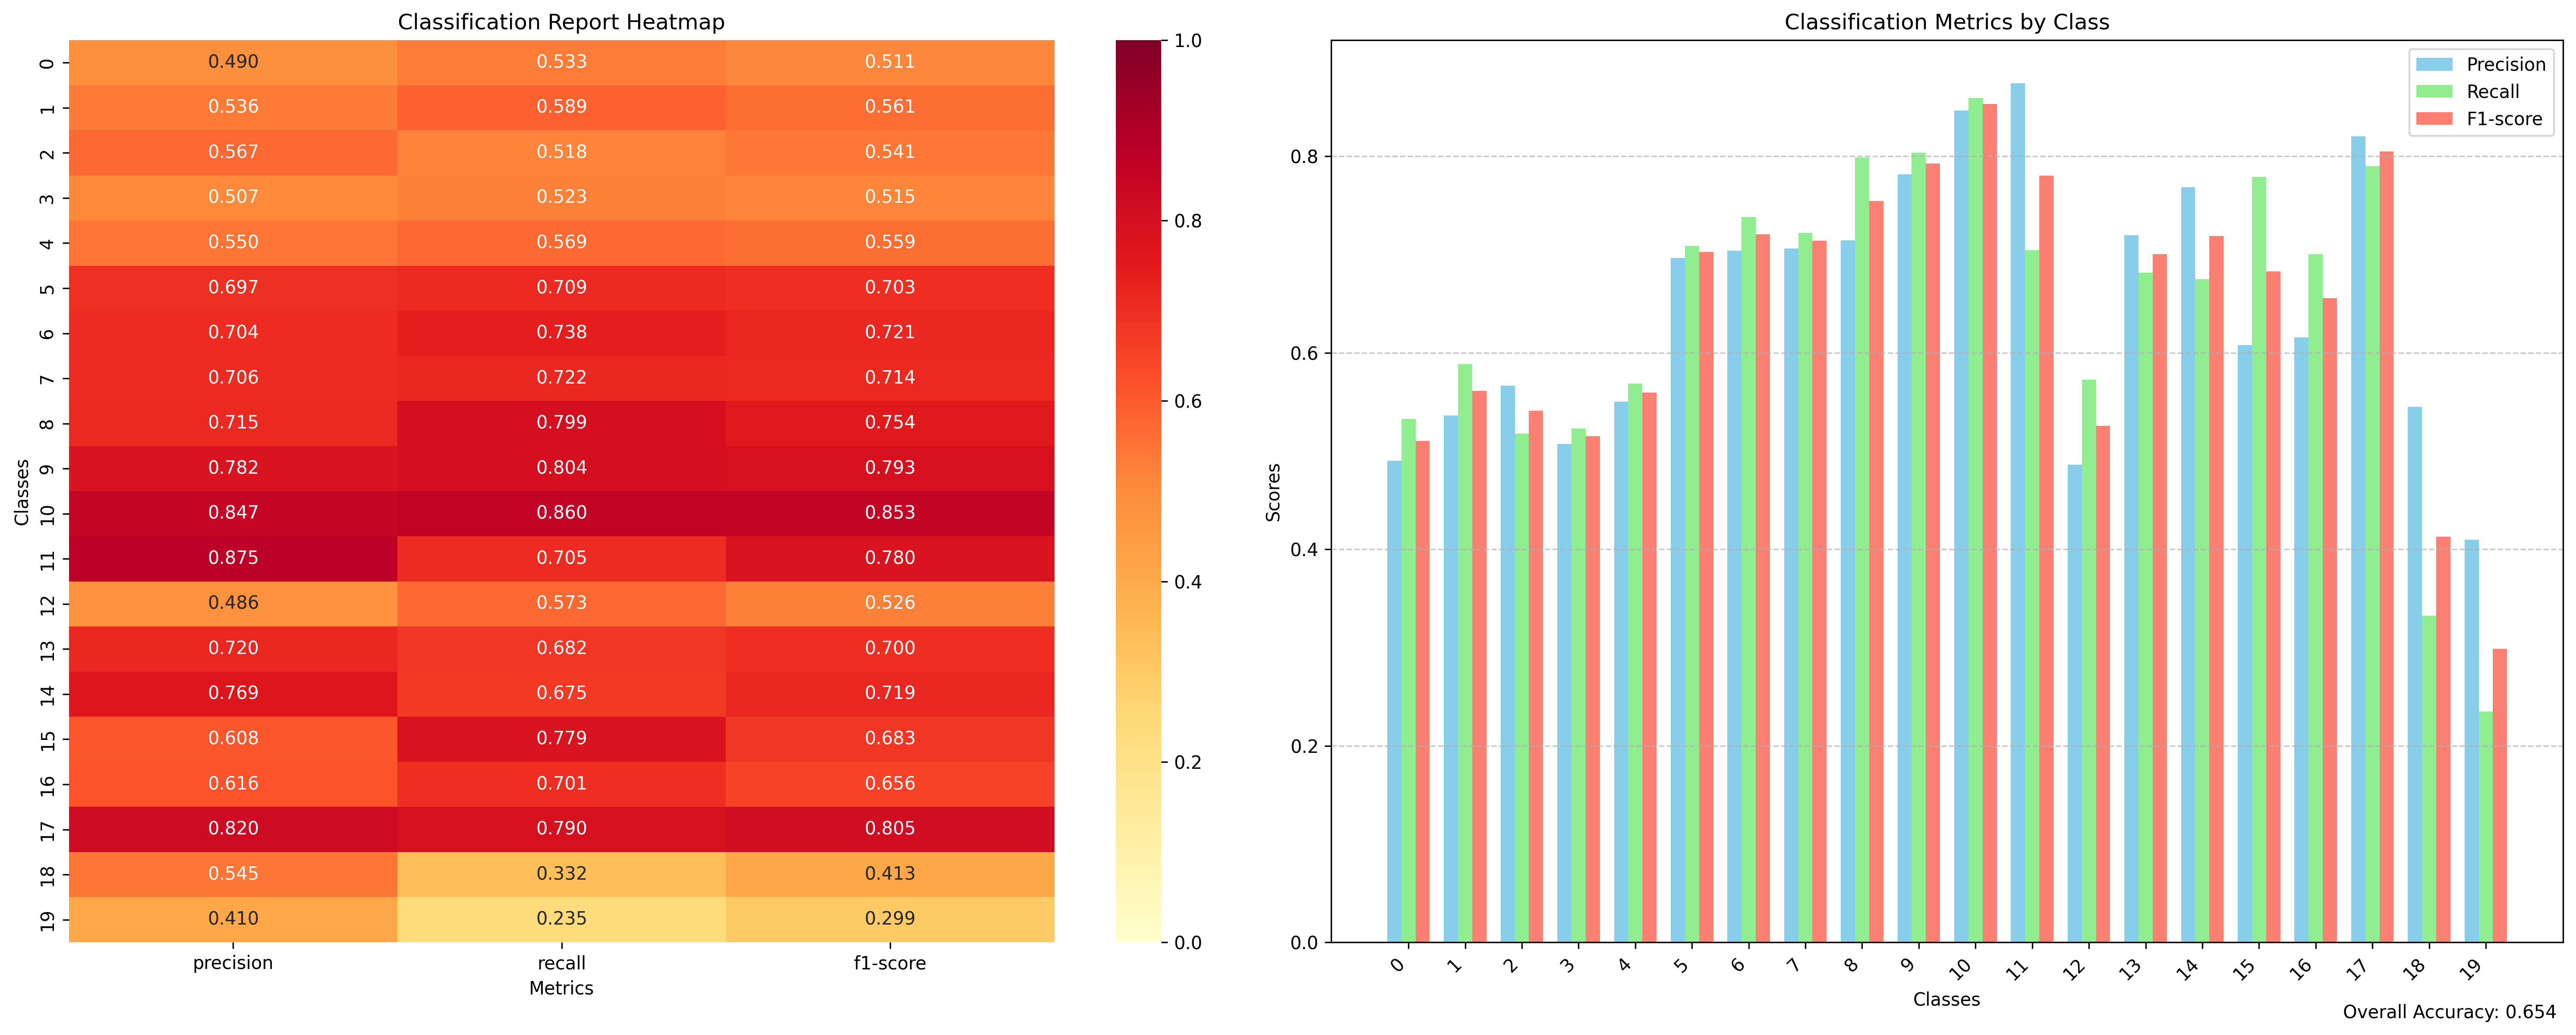 Classification Report Heatmap
Classes
0 0.490 0.533 0.511
1 0.536 0.589 0.561
2 0.567 0.518 0.541
3 0.507 0.523 0.515
4 0.550 0.569 0.559
5 0.697 0.709 0.703
6 0.704 0.738 0.721
7 0.706 0.722 0.714
8 0.715 0.799 0.754
9 0.782 0.804 0.793
10 0.847 0.860 0.853
11 0.875 0.705 0.780
12 0.486 0.573 0.526
13 0.720 0.682 0.700
14 0.769 0.675 0.719
15 0.608 0.779 0.683
16 0.616 0.701 0.656
17 0.820 0.790 0.805
18 0.545 0.332 0.413
19 0.410 0.235 0.299
precision recall f1-score
Metrics
1.0
0.8
0.6
0.4
0.2
0.0
Classification Metrics by Class
Precision
Recall
F1-score
Scores
0.8
0.6
0.4
0.2
0.0
0 1 2 3 4 5 6 7 8 9 10 11 12 13 14 15 16 17 18 19
Classes
Overall Accuracy: 0.654